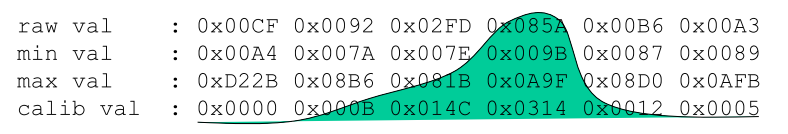 raw val : 0x00CF 0x0092 0x02FD 0x085A 0x00B6 0x00A3
min val : 0x00A4 0x007A 0x007E 0x009B 0x0087 0x0089
max val : 0xD22B 0x08B6 0x081B 0x0A9F 0x08D0 0x0AFB
calib val : 0x0000 0x000B 0x014C 0x0314 0x0012 0x0005